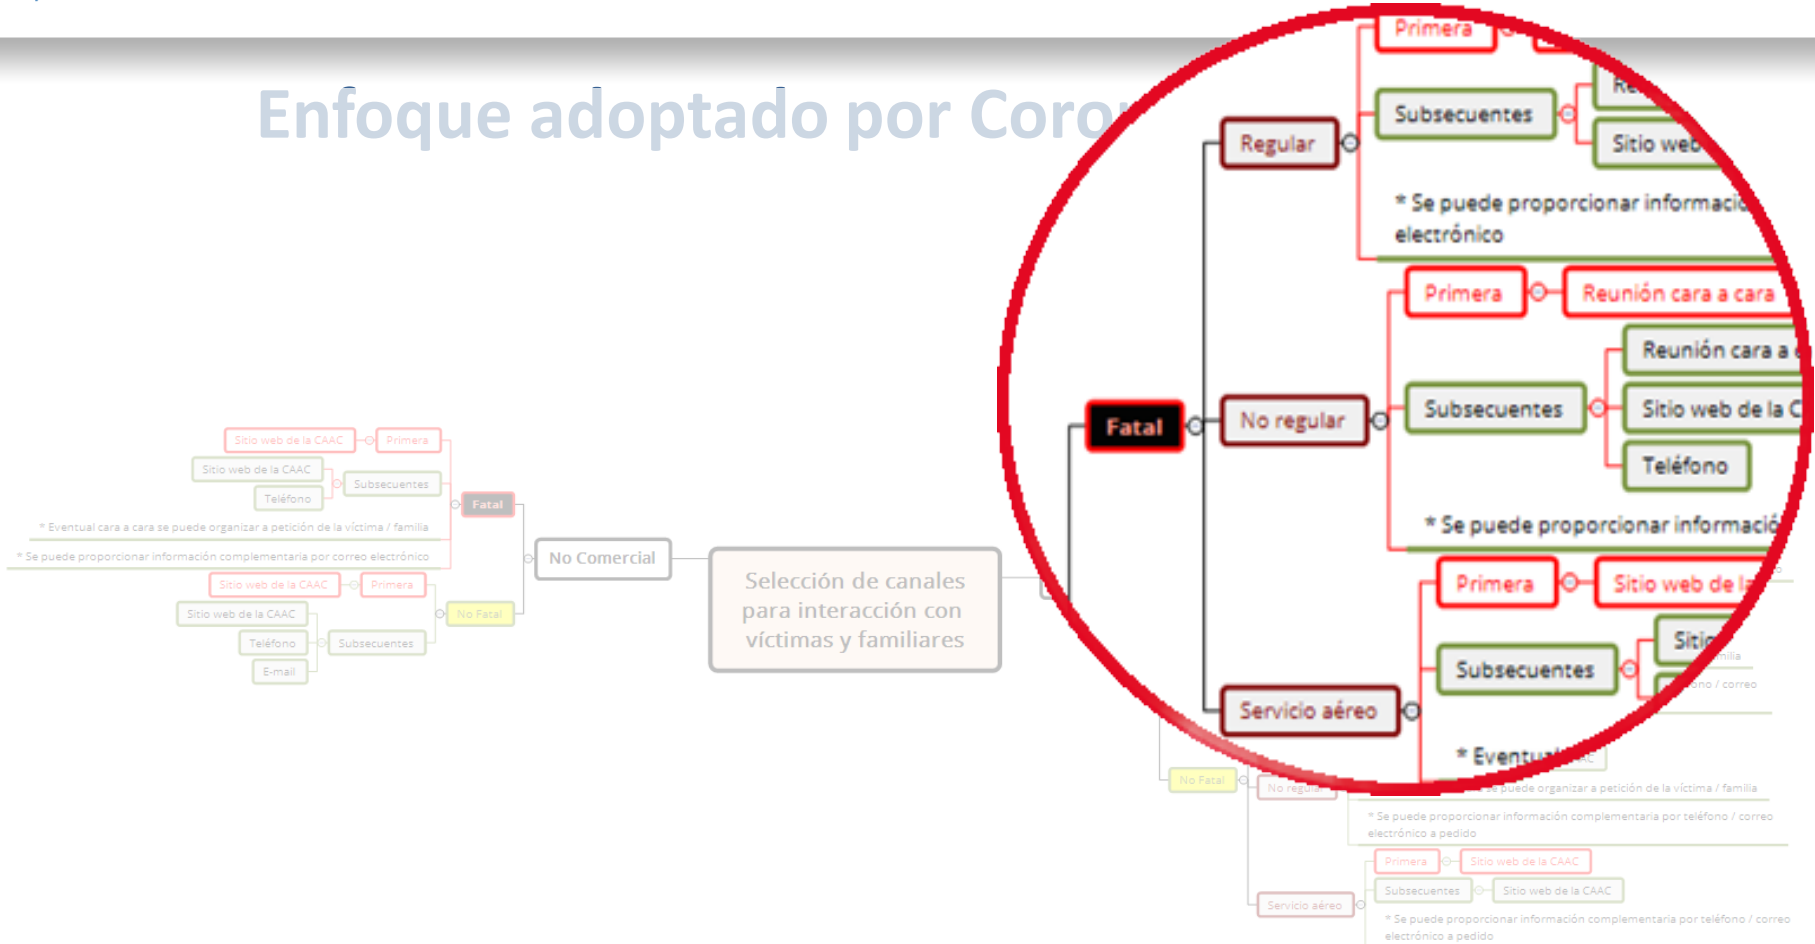 Enfoque adoptado por
Sitio web de la CAAC
Primera
Sitio web de la CAAC
Teléfono
Subsecuentes
* Eventual cara a cara se puede organizar a petición de la víctima / familia
* Se puede proporcionar información complementaria por correo electrónico
Fatal
Sitio web de la CAAC
Primera
Sitio web de la CAAC
Teléfono
E-mail
Subsecuentes
No Fatal
No Comercial
Selección de canales
para interacción con
víctimas y familiares
Fatal
Regular
Primera
Subsecuentes
Sitio web
* Se puede proporcionar
electrónico
No regular
Primera
Reunión cara a cara
Subsecuentes
Reunión cara a
Sitio web de la
Teléfono
* Se puede proporcionar
Servicio aéreo
Primera
Sitio web de
Subsecuentes
/ correo
No Fatal
No regular
se puede organizar a petición de la víctima / familia
* Se puede proporcionar información complementaria por teléfono / correo
electrónico a pedido
Servicio aéreo
Primera
Sitio web de la CAAC
Subsecuentes
Sitio web de la CAAC
* Se puede proporcionar información complementaria por teléfono / correo
electrónico a pedido